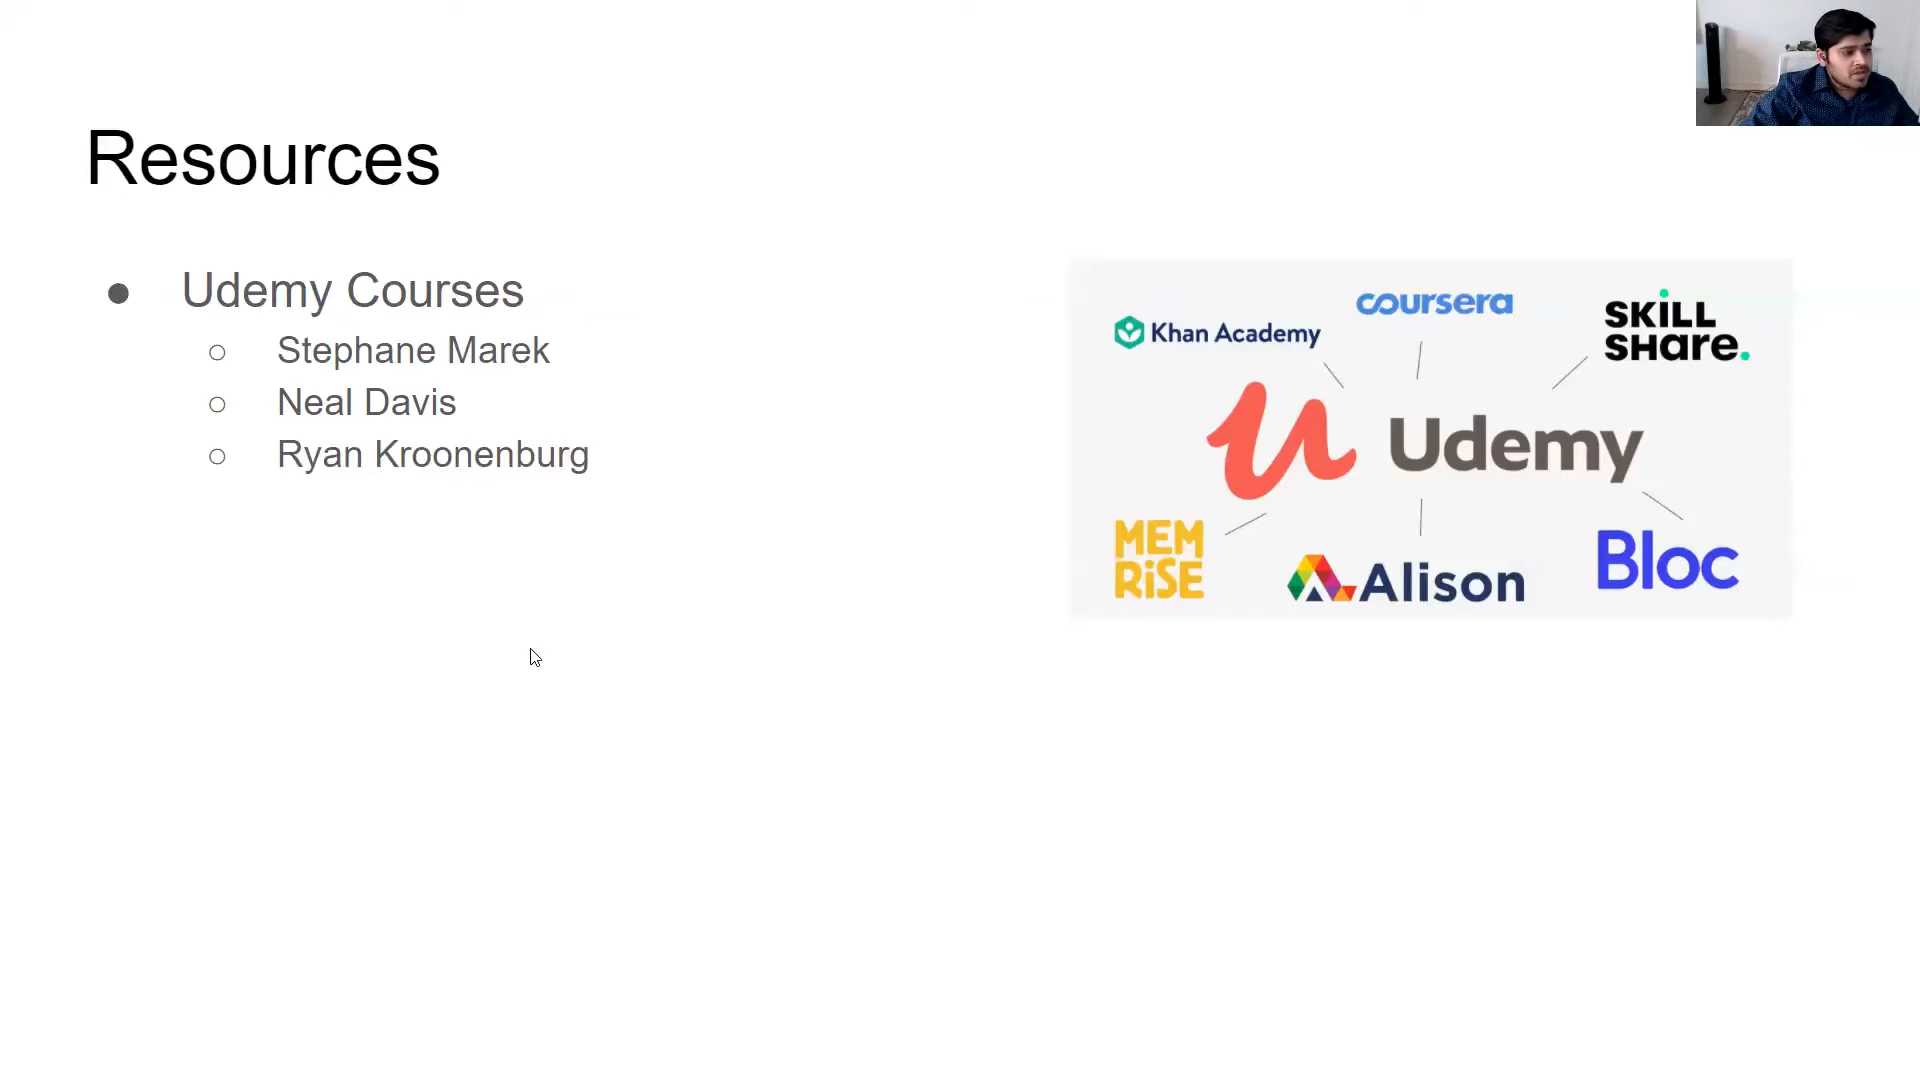 Resources
Udemy Courses
Stephane Marek
Neal Davis
Ryan Kroonenburg
Khan Academy
coursera
SKiLL
SHare.
Udemy
MEM
RiSE
Alison
Bloc